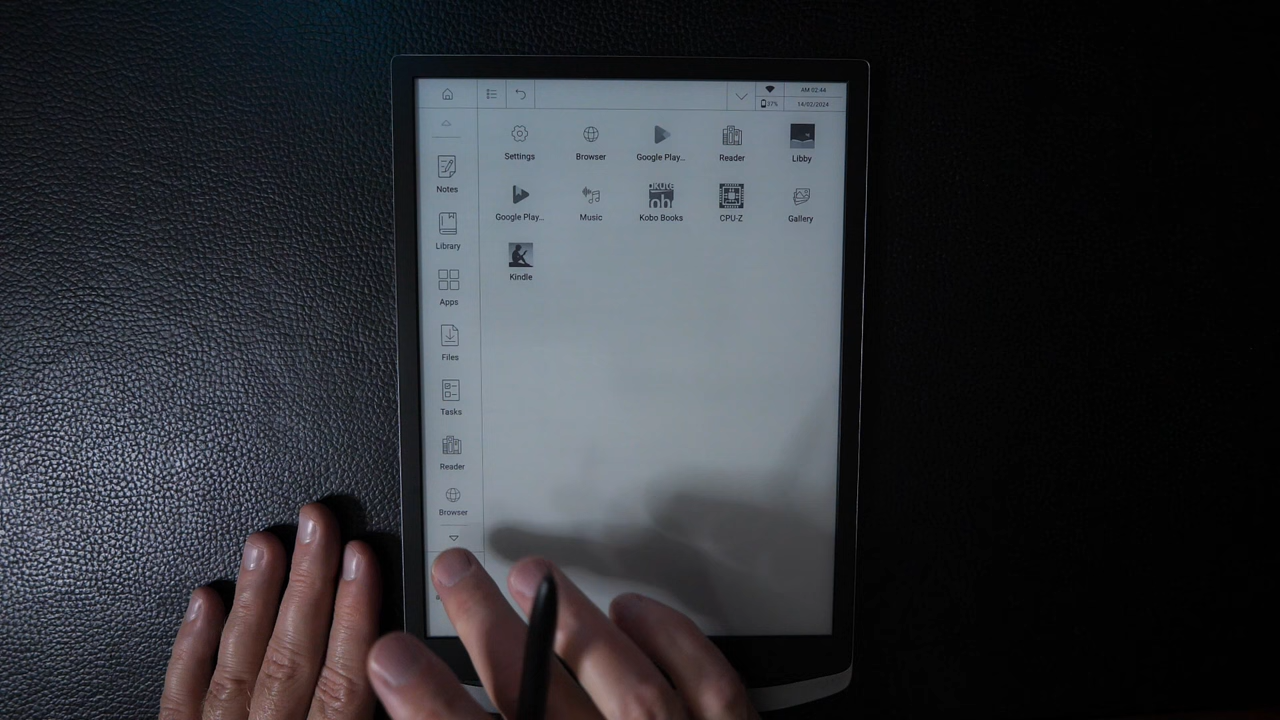 AM 02:44
37%
14/02/2024
Settings
Browser
Google Play...
Reader
Libby
Google Play...
Music
Kobo Books
CPU-Z
Gallery
Kindle
Notes
Library
Apps
Files
Tasks
Reader
Browser